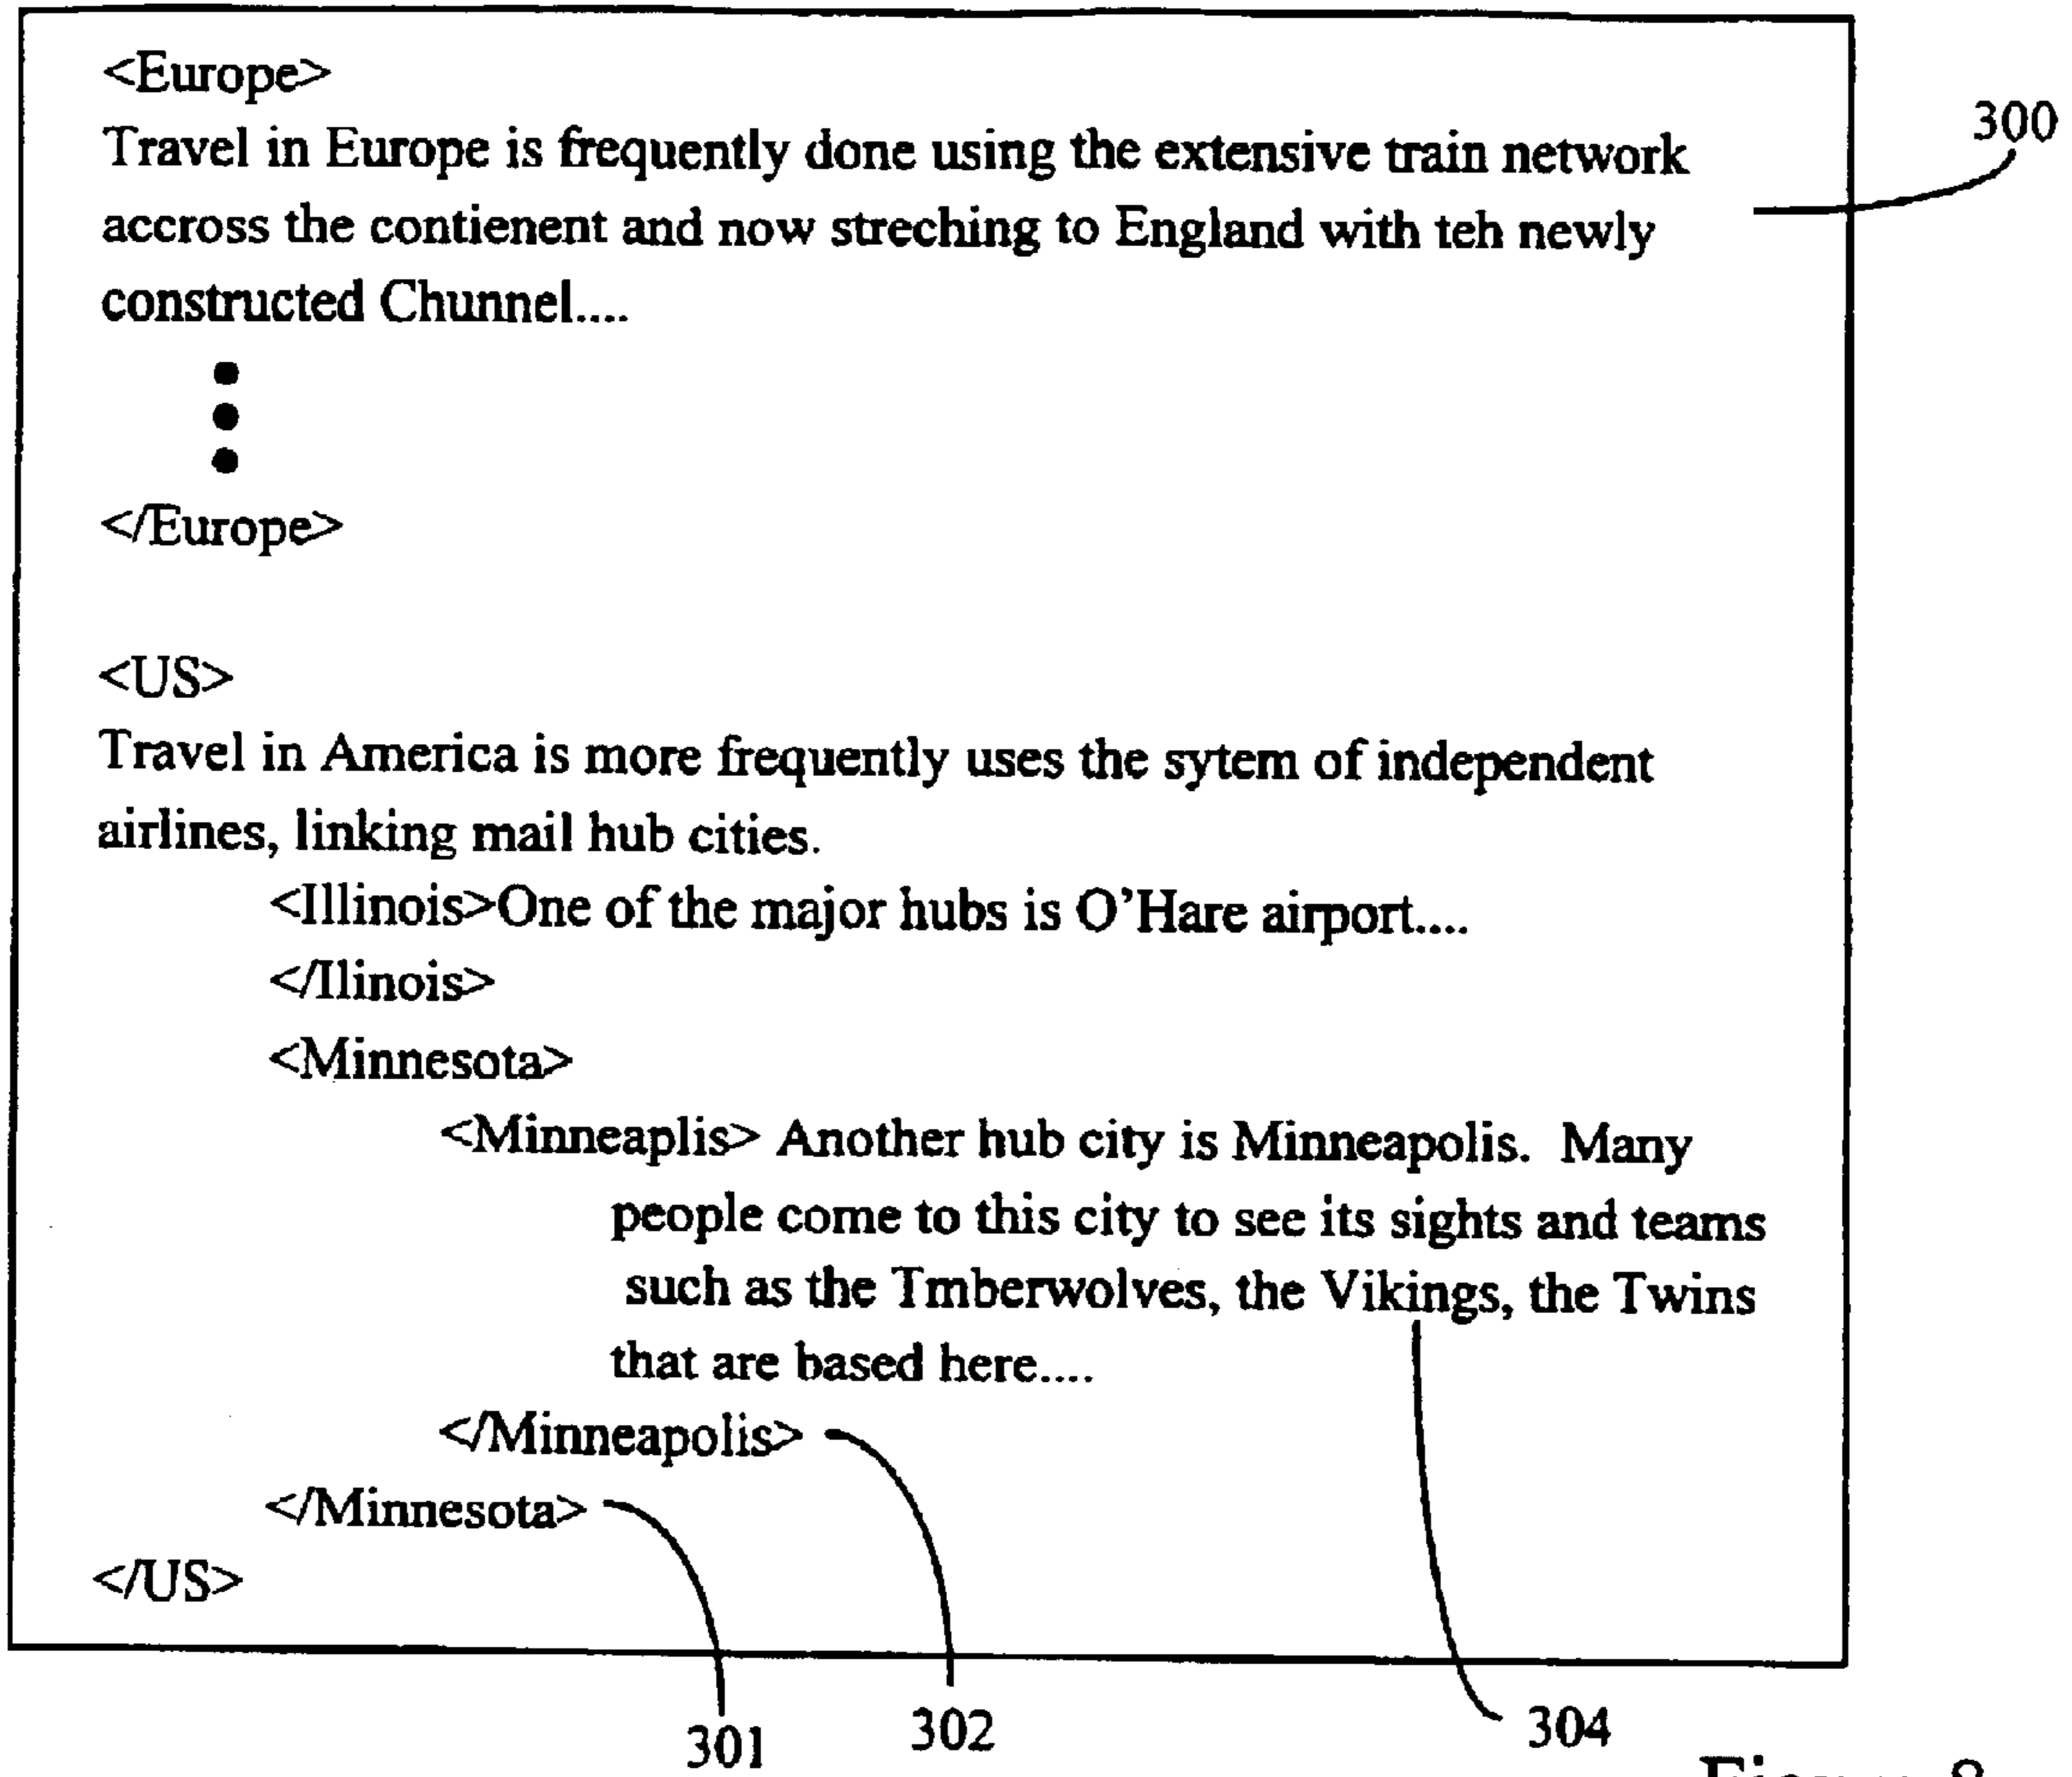 <Europe>
Travel in Europe is frequently done using the extensive train network
300
accross the contienent and now streching to England with teh newly
constructed Chunnel....
</Europe>
<US>
Travel in America is more frequently uses the sytem of independent
airlines, linking mail hub cities.
<Illinois>One of the major hubs is O’Hare airport....
</Ilinois>
<Minnesota>
<Minneaplis> Another hub city is Minneapolis. Many
people come to this city to see its sights and teams
such as the Tmberwolves, the Vikings, the Twins
that are based here....
</Minneapolis>
</Minnesota>
</US>
301 302 304